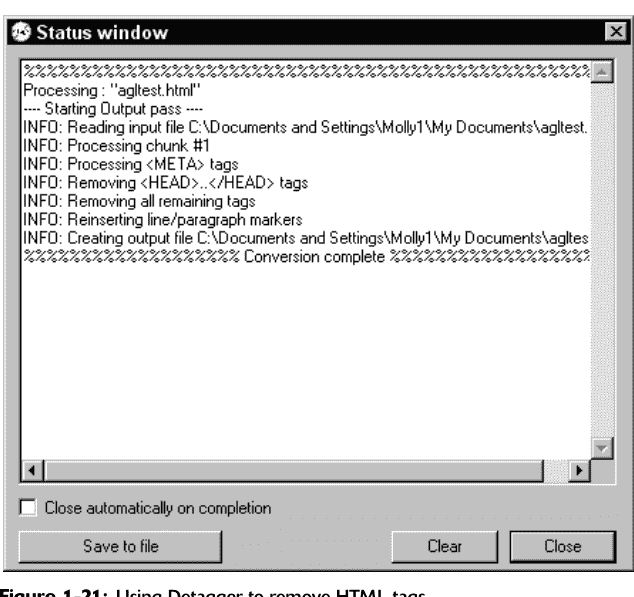 Status window
%%%%%%%%%%%%%%%%%%%%%%%%%%%%%%%%%%%%%%%%%%%%%%%%%%
Processing : "agltest.html"
---- Starting Output pass ----
INFO: Reading input file C:\Documents and Settings\Molly1\My Documents\agltest.
INFO: Processing chunk #1
INFO: Processing <META> tags
INFO: Removing <HEAD>..</HEAD> tags
INFO: Removing all remaining tags
INFO: Reinserting line/paragraph markers
INFO: Creating output file C:\Documents and Settings\Molly1\My Documents\agltes
%%%%%%%%%%%%%%%%%%% Conversion complete %%%%%%%%%%%%%%%%%%
Close automatically on completion
Save to file
Clear
Close
Figure 1-21: Using Detagger to remove HTML tags